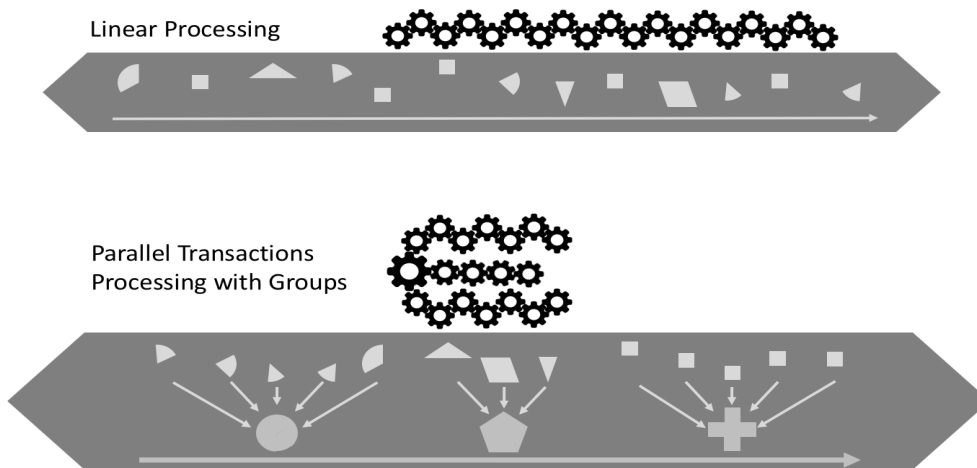 Linear Processing
Parallel Transactions
Processing with Groups